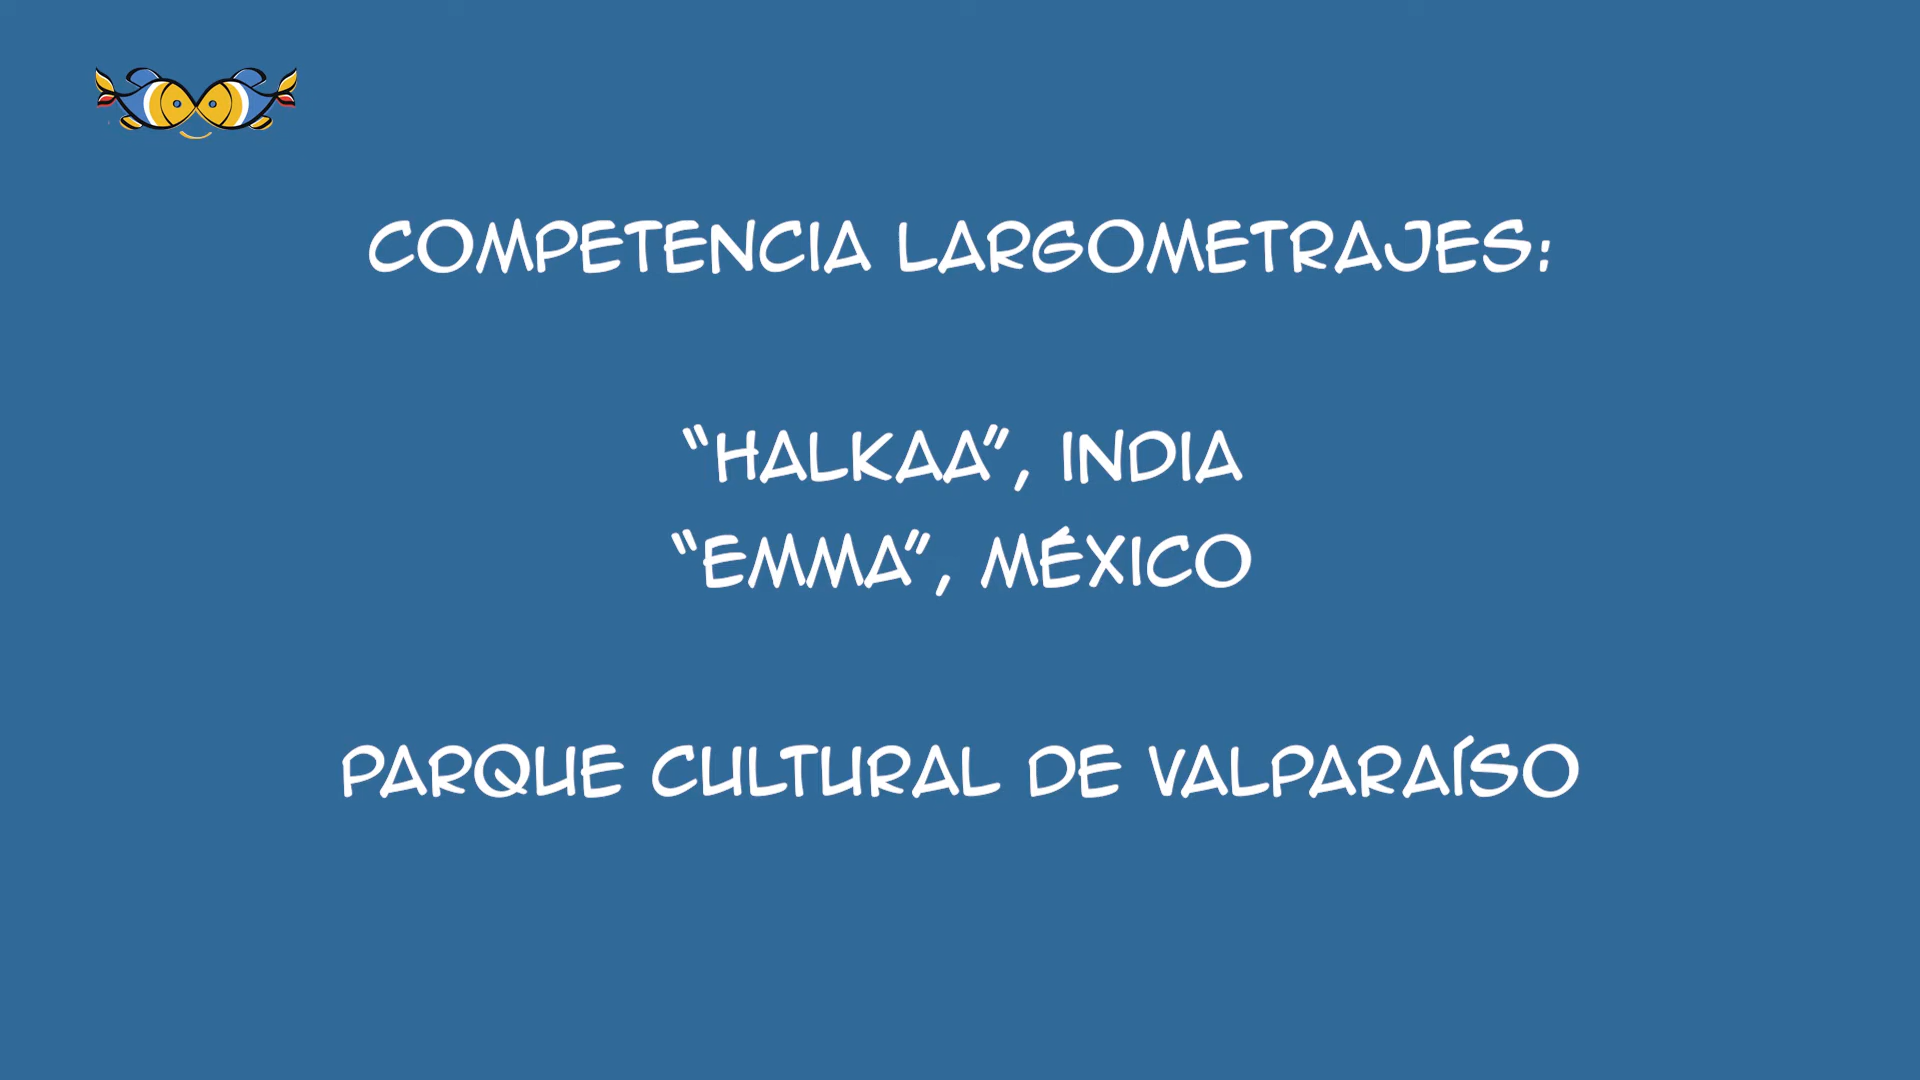 COMPETENCIA LARGOMETRAJES:
"HALKAA", INDIA
"EMMA", MÉXICO
PARQUE CULTURAL DE VALPARAÍSO